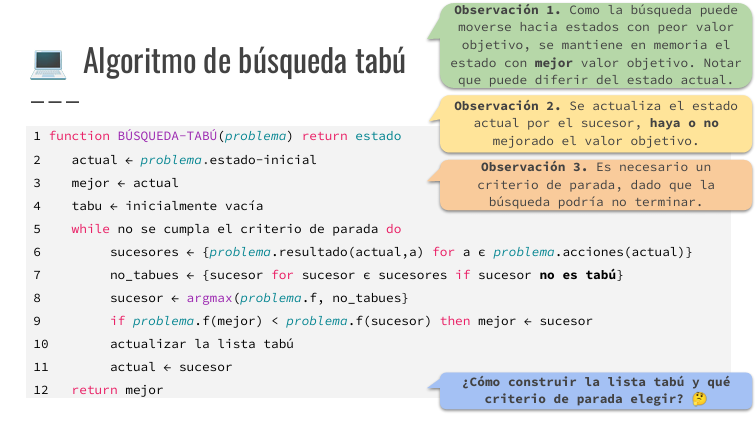 💻 Algoritmo de búsqueda tabú
Observación 1. Como la búsqueda puede
moverse hacia estados con peor valor
objetivo, se mantiene en memoria el
estado con mejor valor objetivo. Notar
que puede diferir del estado actual.
Observación 2. Se actualiza el estado
actual por el sucesor, haya o no
mejorado el valor objetivo.
Observación 3. Es necesario un
criterio de parada, dado que la
búsqueda podría no terminar.
1 function BÚSQUEDA-TABÚ(problema) return estado
2 actual ← problema.estado-inicial
3 mejor ← actual
4 tabu ← inicialmente vacía
5 while no se cumpla el criterio de parada do
6 sucesores ← {problema.resultado(actual,a) for a ϵ problema.acciones(actual)}
7 no_tabues ← {sucesor for sucesor ϵ sucesores if sucesor no es tabú}
8 sucesor ← argmax(problema.f, no_tabues}
9 if problema.f(mejor) < problema.f(sucesor) then mejor ← sucesor
10 actualizar la lista tabú
11 actual ← sucesor
12 return mejor
¿Cómo construir la lista tabú y qué
criterio de parada elegir? 🤔